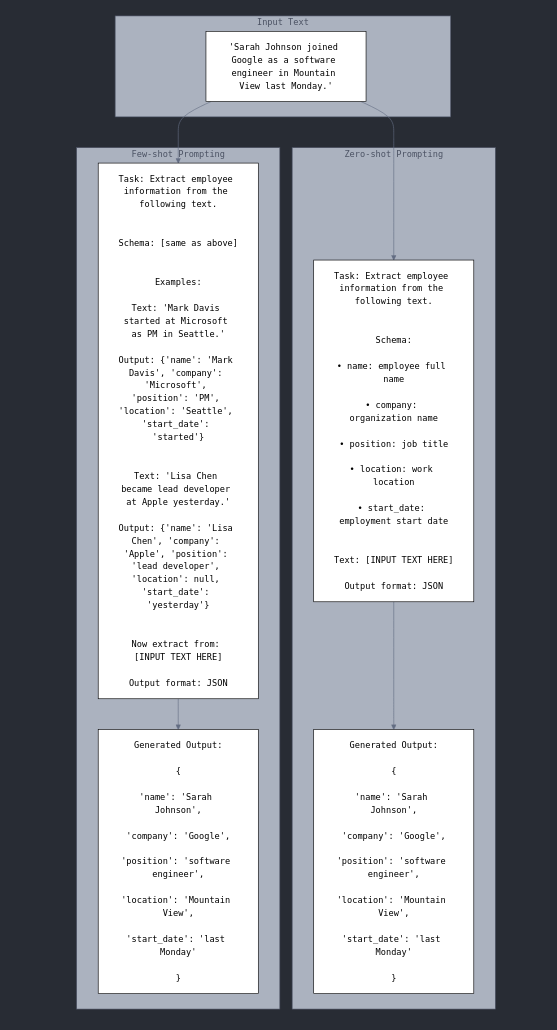 Input Text
'Sarah Johnson joined
Google as a software
engineer in Mountain
View last Monday.'
Few-shot Prompting
Task: Extract employee
information from the
following text.
Schema: [same as above]
Examples:
Text: 'Mark Davis
started at Microsoft
as PM in Seattle.'
Output: {'name': 'Mark
Davis', 'company':
'Microsoft',
'position': 'PM',
'location': 'Seattle',
'start_date':
'started'}
Text: 'Lisa Chen
became lead developer
at Apple yesterday.'
Output: {'name': 'Lisa
Chen', 'company':
'Apple', 'position':
'lead developer',
'location': null,
'start_date':
'yesterday'}
Now extract from:
[INPUT TEXT HERE]
Output format: JSON
Generated Output:
{
'name': 'Sarah
Johnson',
'company': 'Google',
'position': 'software
engineer',
'location': 'Mountain
View',
'start_date': 'last
Monday'
}
Zero-shot Prompting
Task: Extract employee
information from the
following text.
Schema:
• name: employee full
name
• company:
organization name
• position: job title
• location: work
location
• start_date:
employment start date
Text: [INPUT TEXT HERE]
Output format: JSON
Generated Output:
{
'name': 'Sarah
Johnson',
'company': 'Google',
'position': 'software
engineer',
'location': 'Mountain
View',
'start_date': 'last
Monday'
}